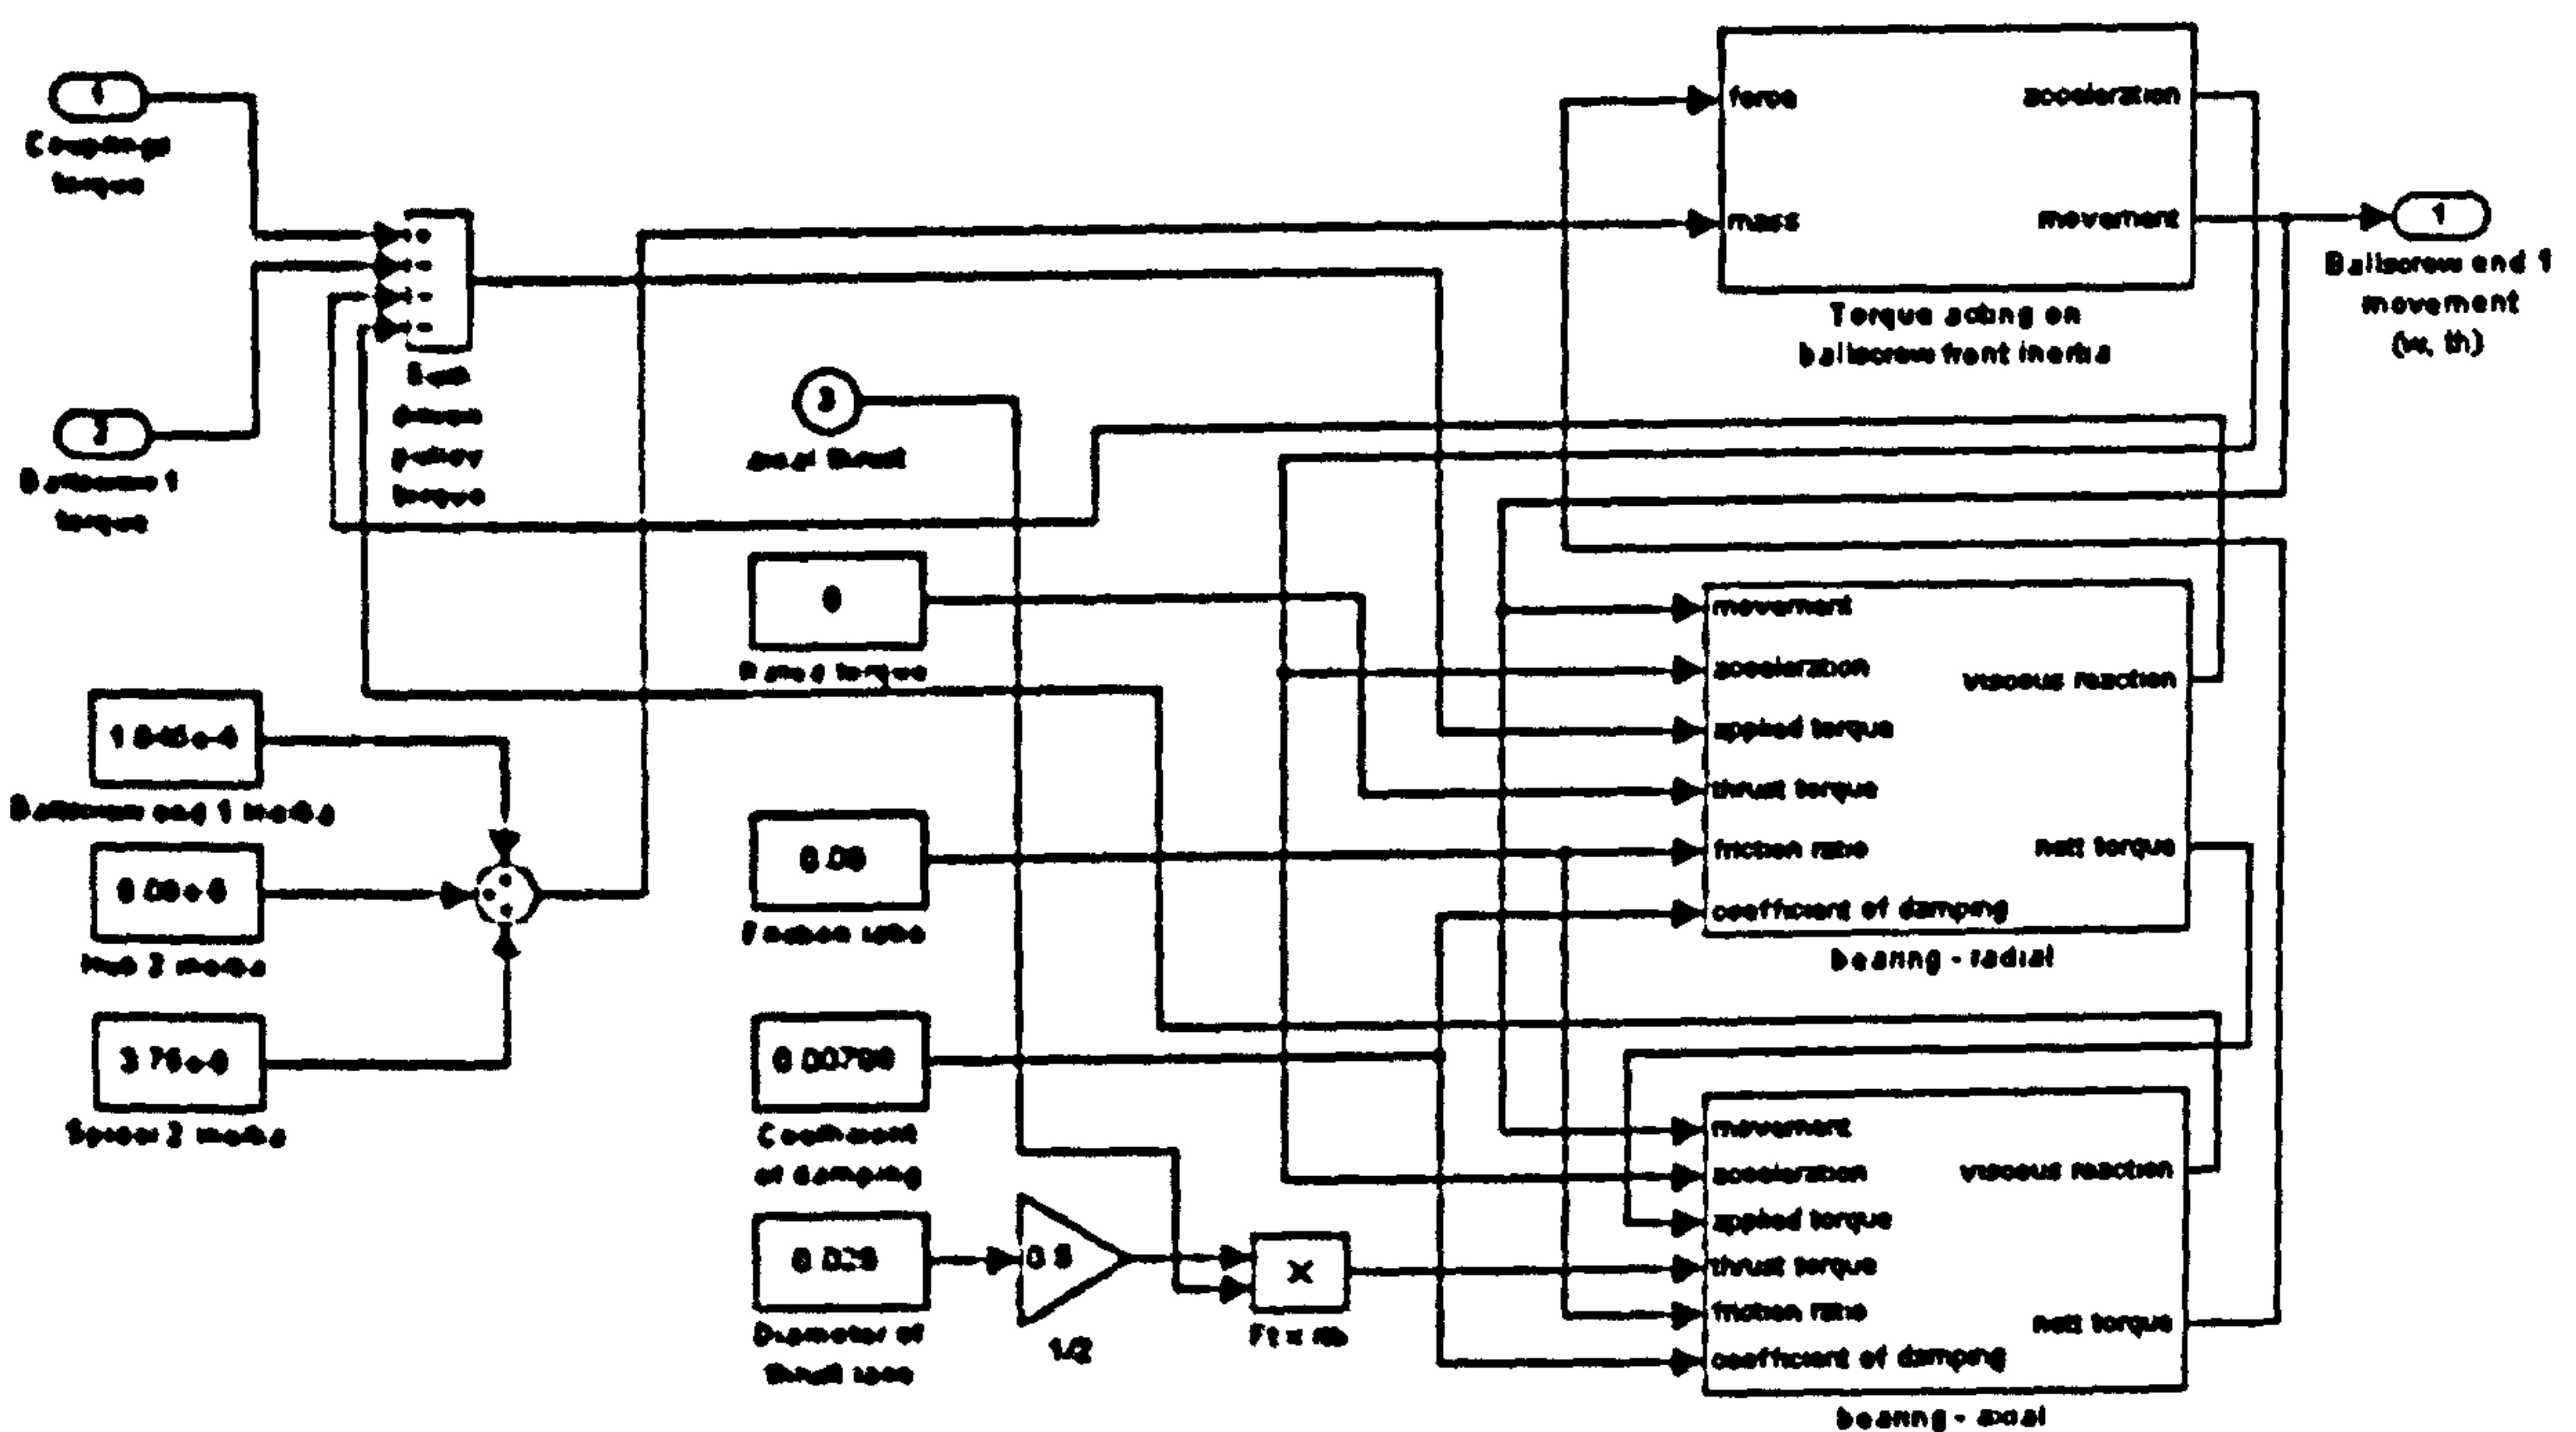 1
Couplings
torque
2
Ballscrew 1
torque
Sum
pulley
torque
3
axial thrust
0
torque
Ballscrew end 1 inertia
Hub 2 inertia
2 inertia
Friction ratio
Coefficient
of damping
Diameter of
thrust race
0.5
1/2
X
Ft x rtb
force
mass
acceleration
movement
Torque acting on
ballscrew front inertia
1
Ballscrew end 1
movement
(w, th)
movement
acceleration
applied torque
thrust torque
friction ratio
coefficient of damping
viscous reaction
nett torque
bearing - radial
movement
acceleration
applied torque
thrust torque
friction ratio
coefficient of damping
viscous reaction
nett torque
bearing - axial